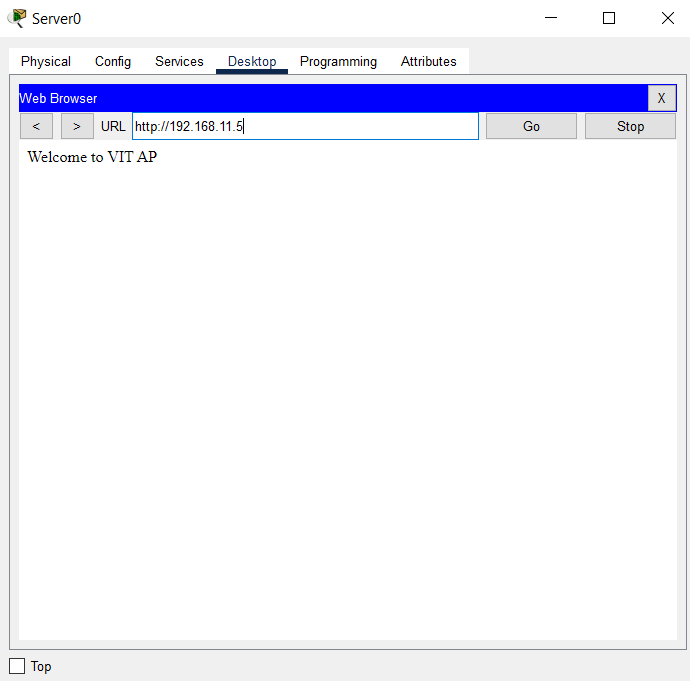 Server0
Physical Config Services Desktop Programming Attributes
Web Browser X
< > URL http://192.168.11.5 Go Stop
Welcome to VIT AP
Top